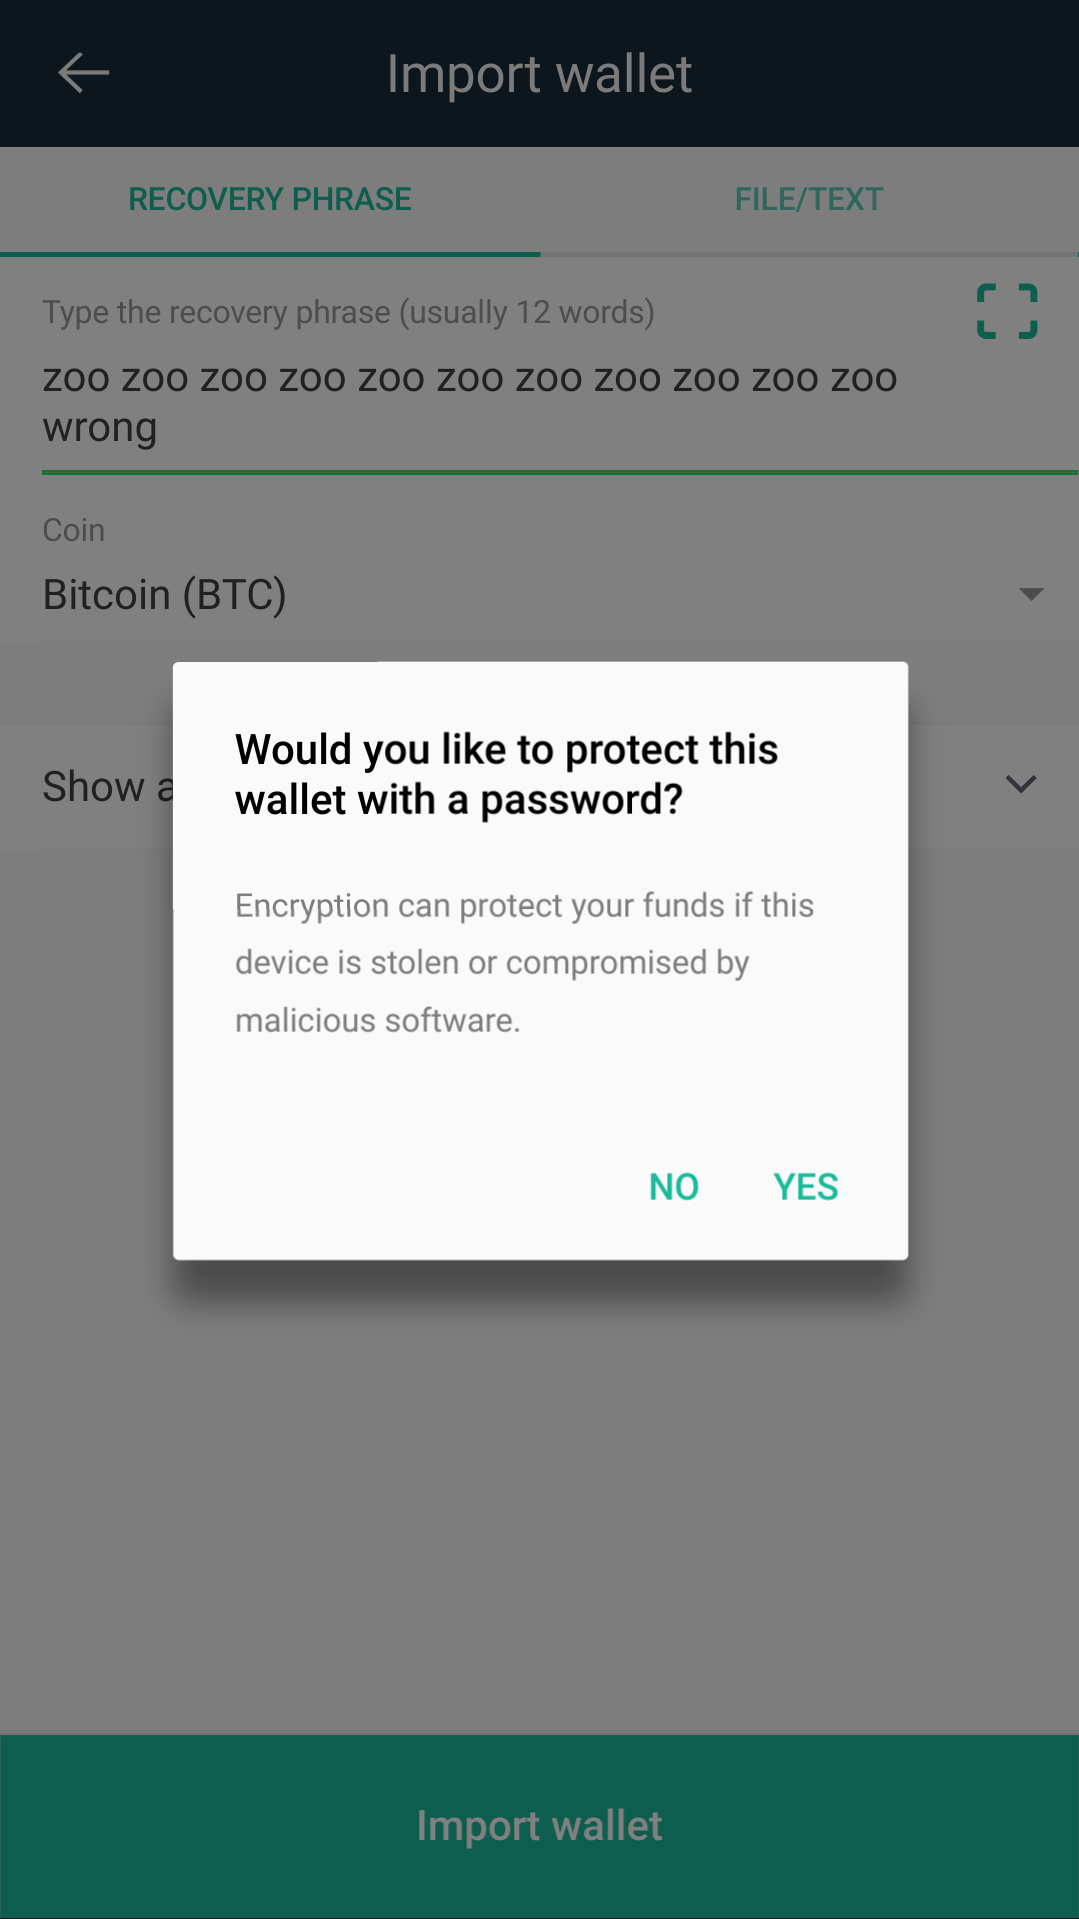 Import wallet
RECOVERY PHRASE
FILE/TEXT
Type the recovery phrase (usually 12 words)
zoo zoo zoo zoo zoo zoo zoo zoo zoo zoo zoo
wrong
Coin
Bitcoin (BTC)
Show
Would you like to protect this
wallet with a password?
Encryption can protect your funds if this
device is stolen or compromised by
malicious software.
NO
YES
Import wallet